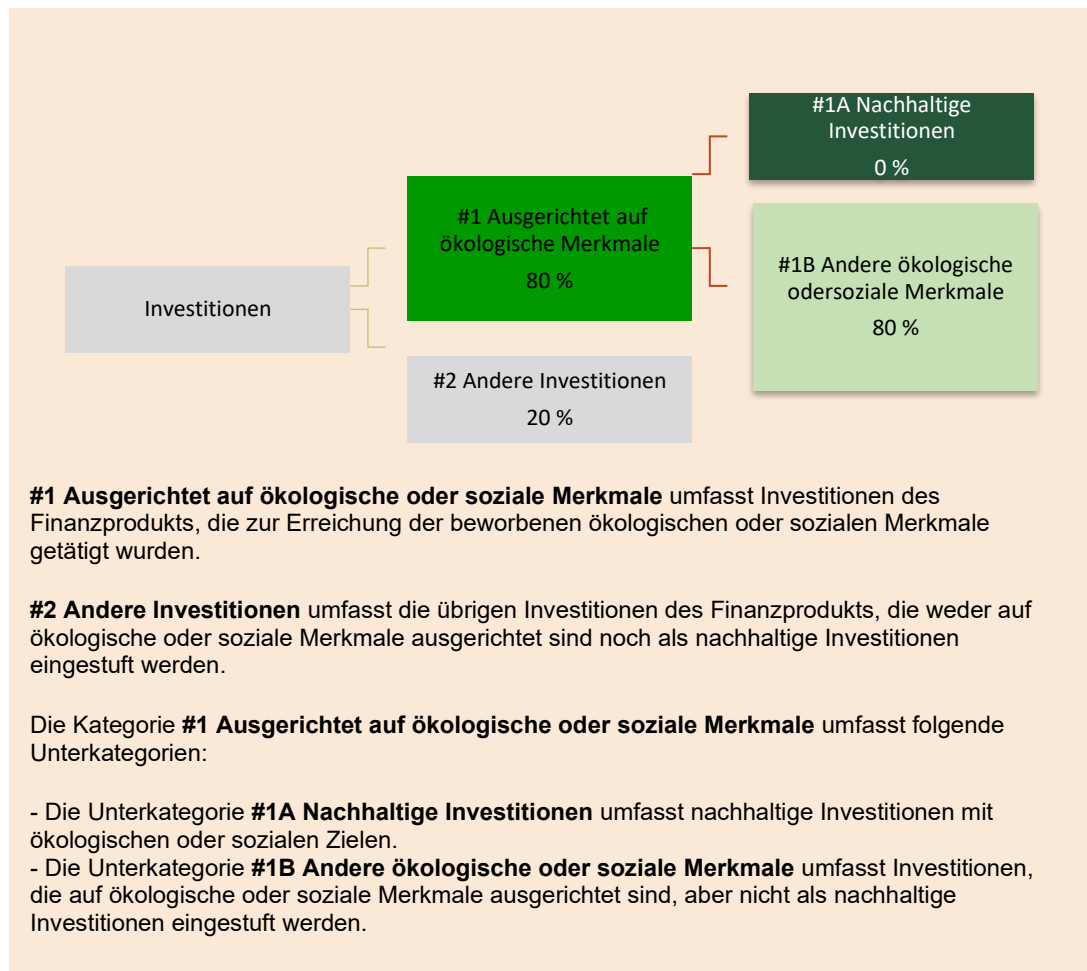 #1A Nachhaltige
Investitionen
0 %
#1 Ausgerichtet auf
ökologische Merkmale
80 %
#1B Andere ökologische
odersoziale Merkmale
80 %
Investitionen
#2 Andere Investitionen
20 %
#1 Ausgerichtet auf ökologische oder soziale Merkmale umfasst Investitionen des
Finanzprodukts, die zur Erreichung der beworbenen ökologischen oder sozialen Merkmale
getätigt wurden.
#2 Andere Investitionen umfasst die übrigen Investitionen des Finanzprodukts, die weder auf
ökologische oder soziale Merkmale ausgerichtet sind noch als nachhaltige Investitionen
eingestuft werden.
Die Kategorie #1 Ausgerichtet auf ökologische oder soziale Merkmale umfasst folgende
Unterkategorien:
- Die Unterkategorie #1A Nachhaltige Investitionen umfasst nachhaltige Investitionen mit
ökologischen oder sozialen Zielen.
- Die Unterkategorie #1B Andere ökologische oder soziale Merkmale umfasst Investitionen,
die auf ökologische oder soziale Merkmale ausgerichtet sind, aber nicht als nachhaltige
Investitionen eingestuft werden.